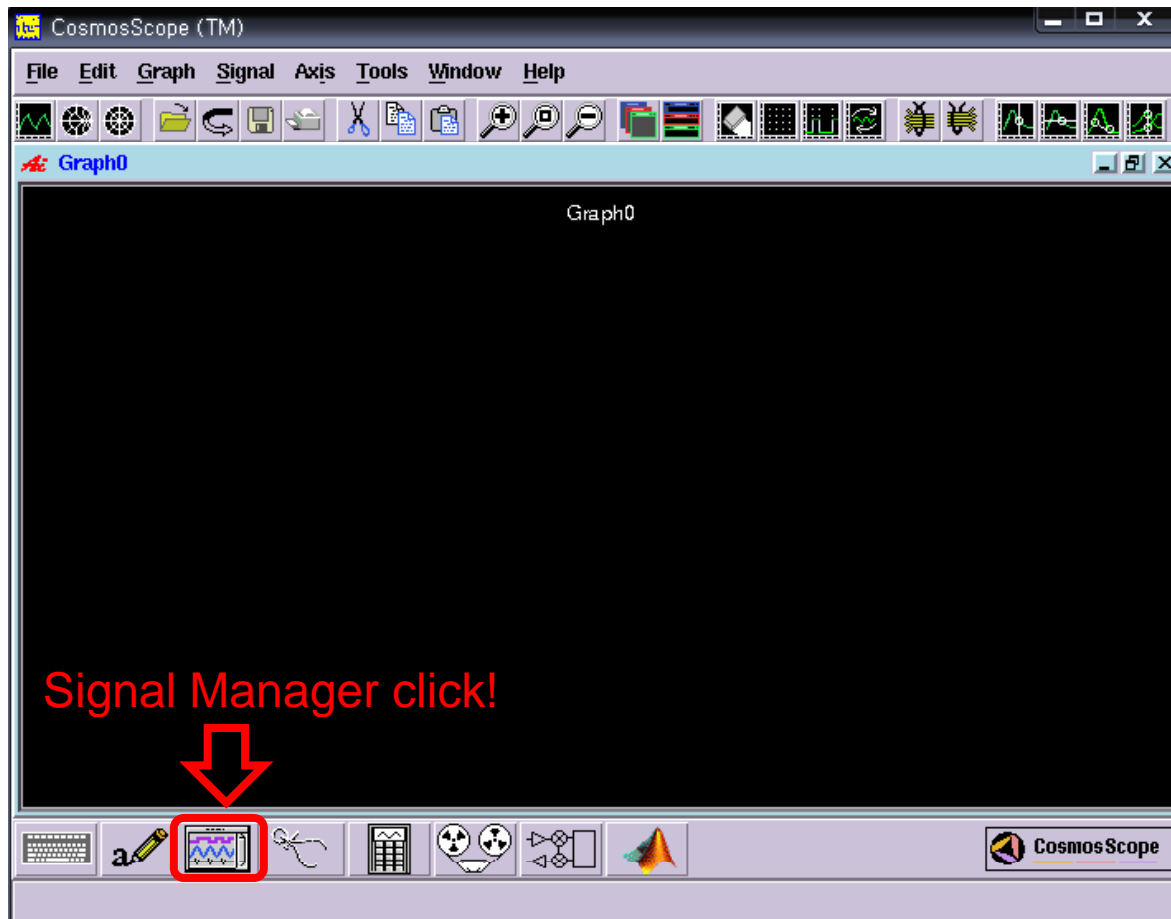 CosmosScope (TM)
File Edit Graph Signal Axis Tools Window Help
Graph0
Graph0
Signal Manager click!
a
CosmosScope